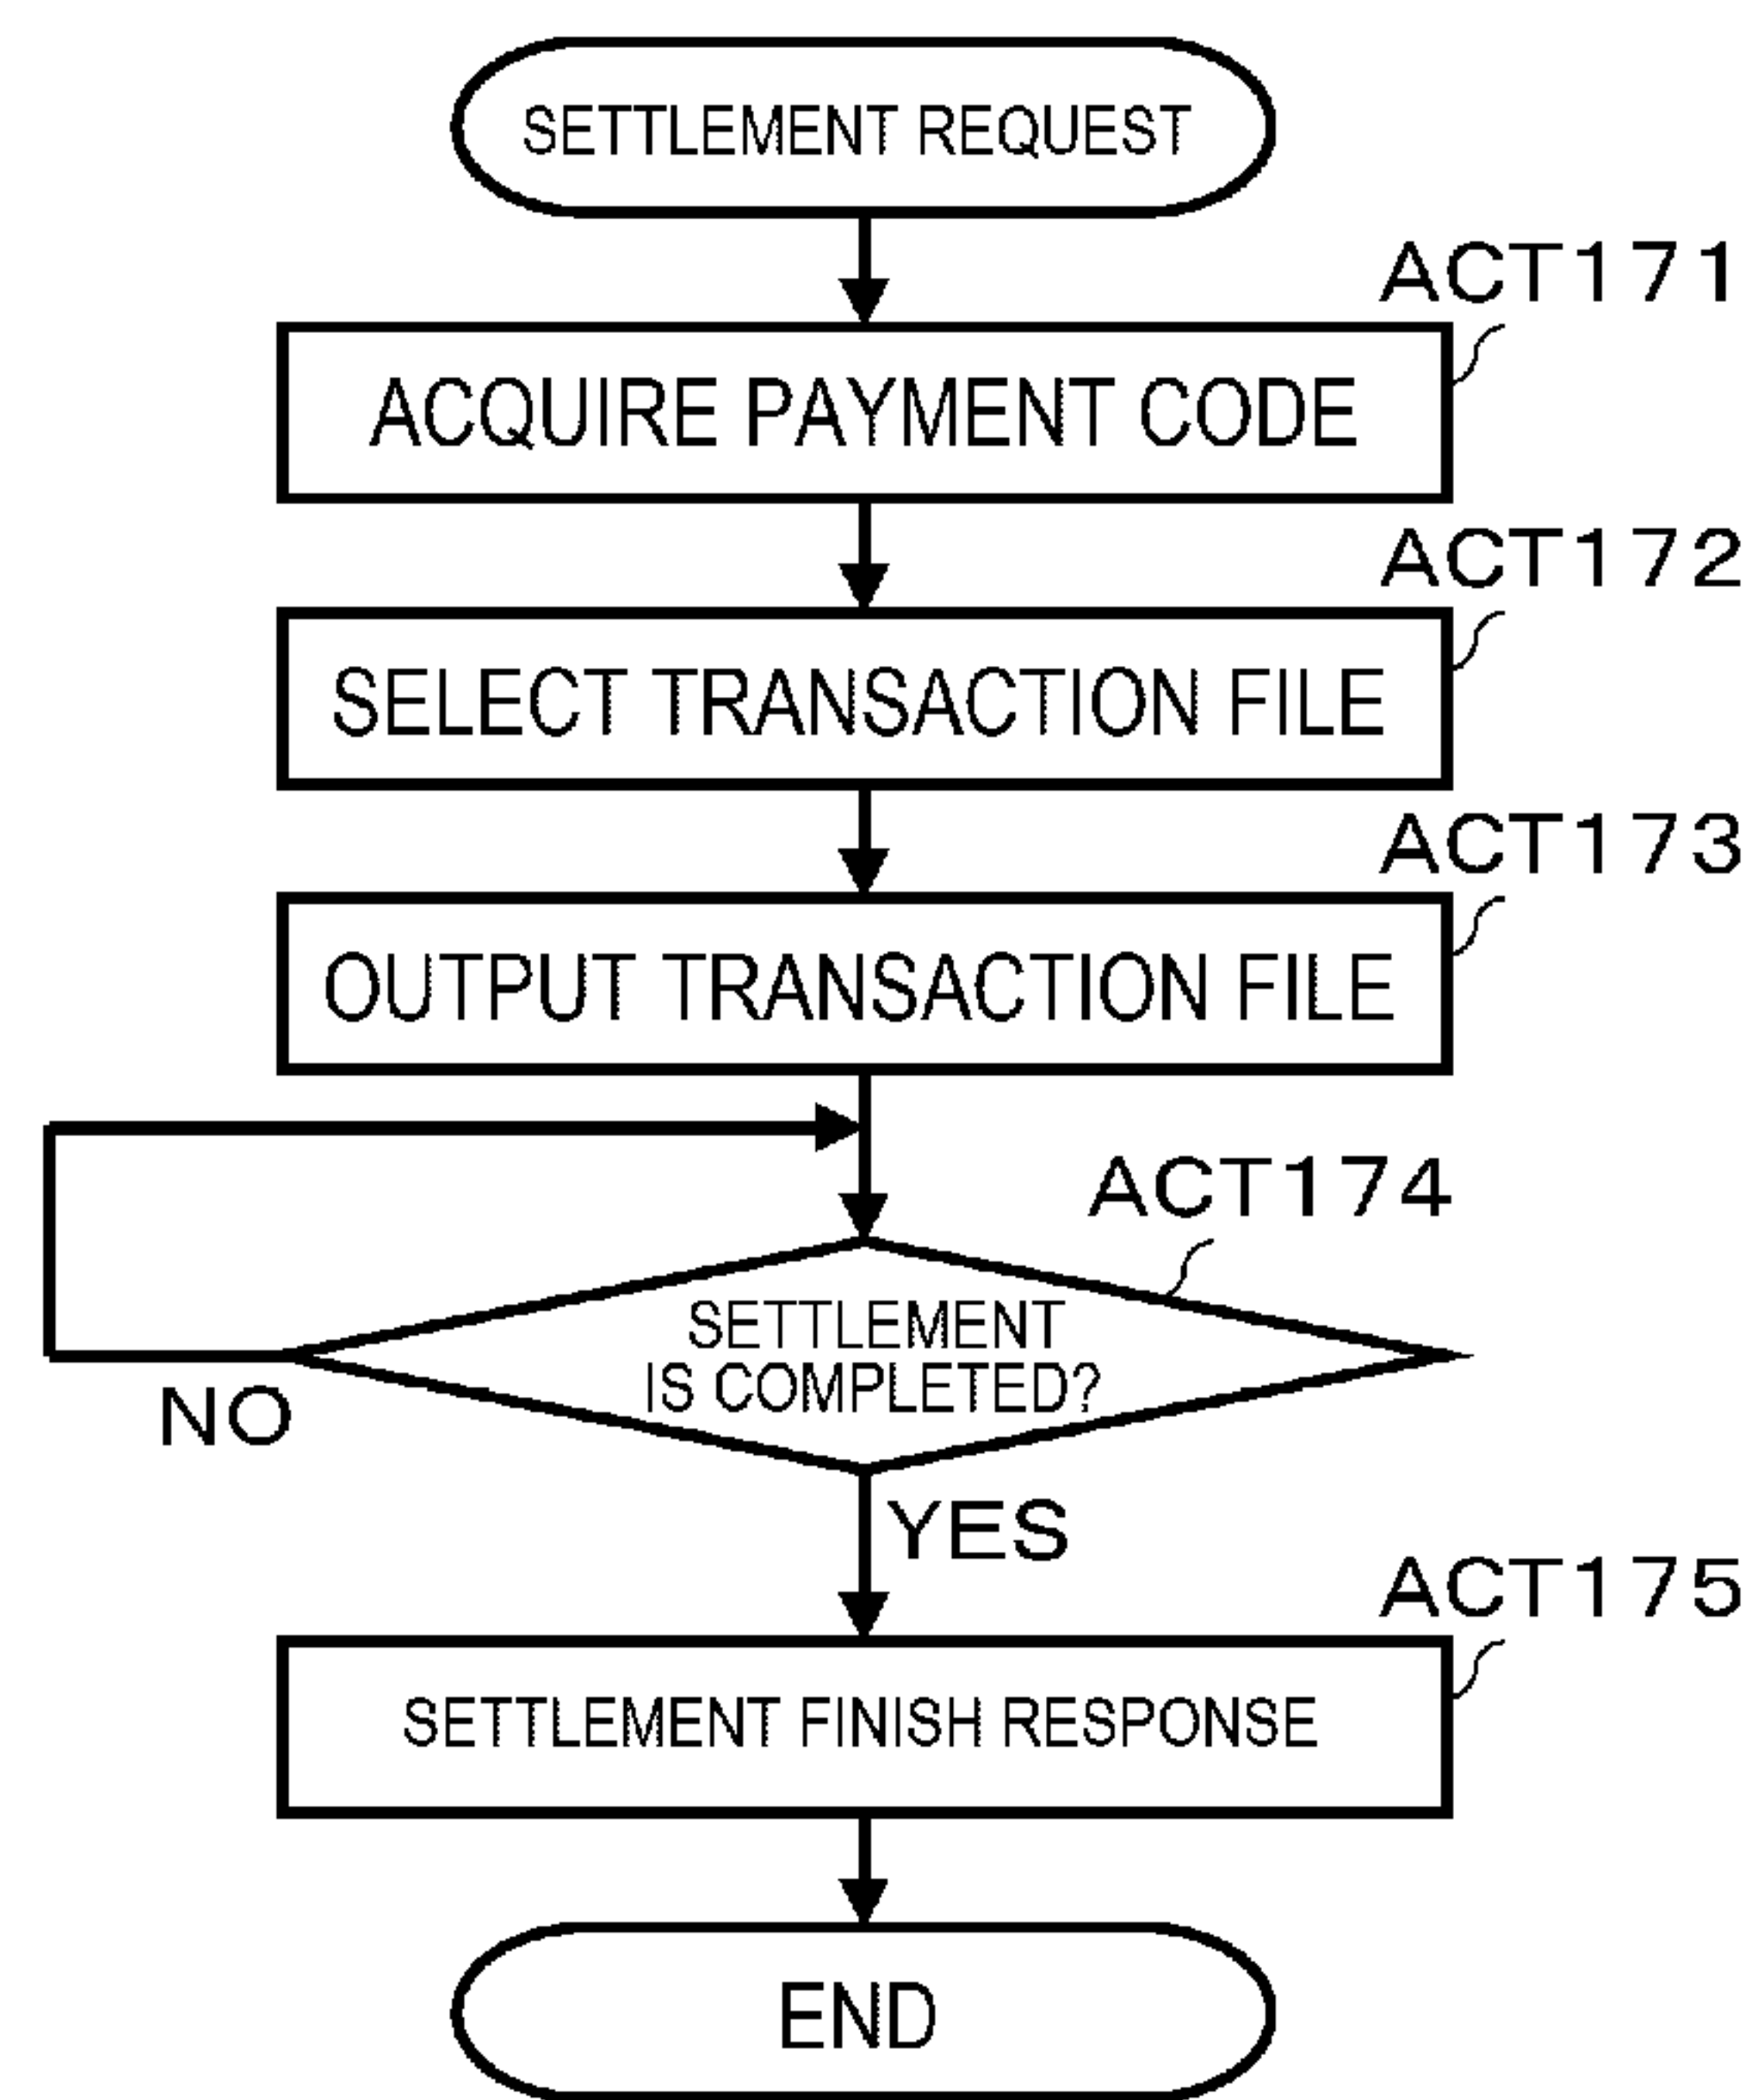 SETTLEMENT REQUEST
ACT171
ACQUIRE PAYMENT CODE
ACT172
SELECT TRANSACTION FILE
ACT173
OUTPUT TRANSACTION FILE
ACT174
SETTLEMENT
IS COMPLETED?
NO
YES
ACT175
SETTLEMENT FINISH RESPONSE
END